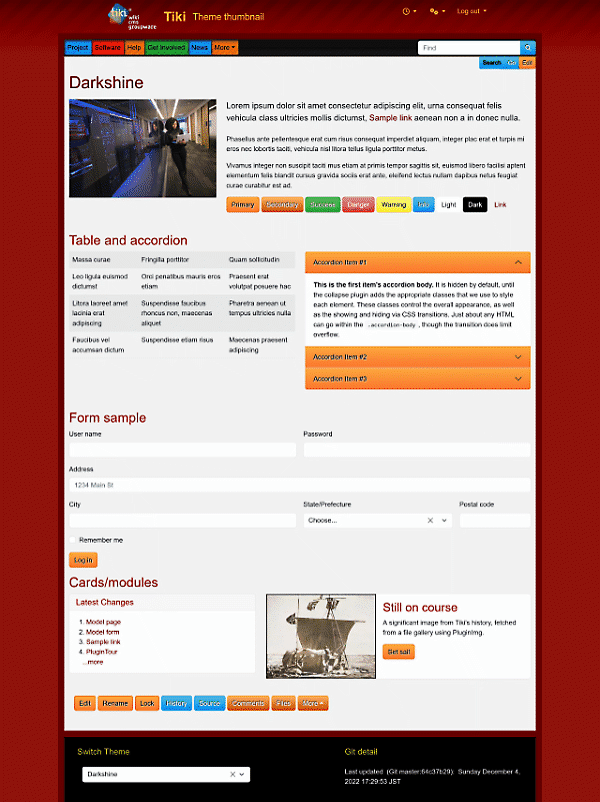 tiki wiki cms groupware
Tiki Theme thumbnail
Log out
Project Software Help Get Involved News More
Find
Search Go Edit
Darkshine
Lorem ipsum dolor sit amet consectetur adipiscing elit, urna consequat felis
vehicula class ultricies mollis dictumst, Sample link aenean non a in donec nulla.
Phasellus ante pellentesque erat cum risus consequat imperdiet aliquam, integer plac erat et turpis mi
eros nec lobortis taciti, vehicula nisl litora tellus ligula porttitor metus.
Vivamus integer non suscipit taciti mus etiam at primis tempor sagittis sit, euismod libero facilisi aptent
elementum felis blandit cursus gravida sociis erat ante, eleifend lectus nullam dapibus netus feugiat
curae curabitur est ad.
Primary Secondary Success Danger Warning Info Light Dark Link
Table and accordion
Massa curae Fringilla porttitor Quam sollicitudin
Leo ligula euismod Orci penatibus mauris eros Praesent erat
dictumst etiam volutpat posuere hac
Litora laoreet amet Suspendisse faucibus Pharetra aenean ut
lacinia erat rhoncus non, maecenas tempus ultricies nulla
adipiscing aliquet
Faucibus vel Suspendisse etiam risus Maecenas praesent
accumsan dictum adipiscing
Accordion Item #1
This is the first item's accordion body. It is hidden by default, until
the collapse plugin adds the appropriate classes that we use to style
each element. These classes control the overall appearance, as well
as the showing and hiding via CSS transitions. Just about any HTML
can go within the .accordion-body, though the transition does limit
overflow.
Accordion Item #2
Accordion Item #3
Form sample
User name Password
Address
1234 Main St
City State/Prefecture Postal code
Choose...
Remember me
Log in
Cards/modules
Latest Changes
1. Model page
2. Model form
3. Sample link
4. PluginTour
...more
Still on course
A significant image from Tiki's history, fetched
from a file gallery using PluginImg.
Set sail!
Edit Rename Lock History Source Comments Files More
Switch Theme
Darkshine
Git detail
Last updated (Git master:64c37b29) Sunday December 4,
2022 17:29:53 JST